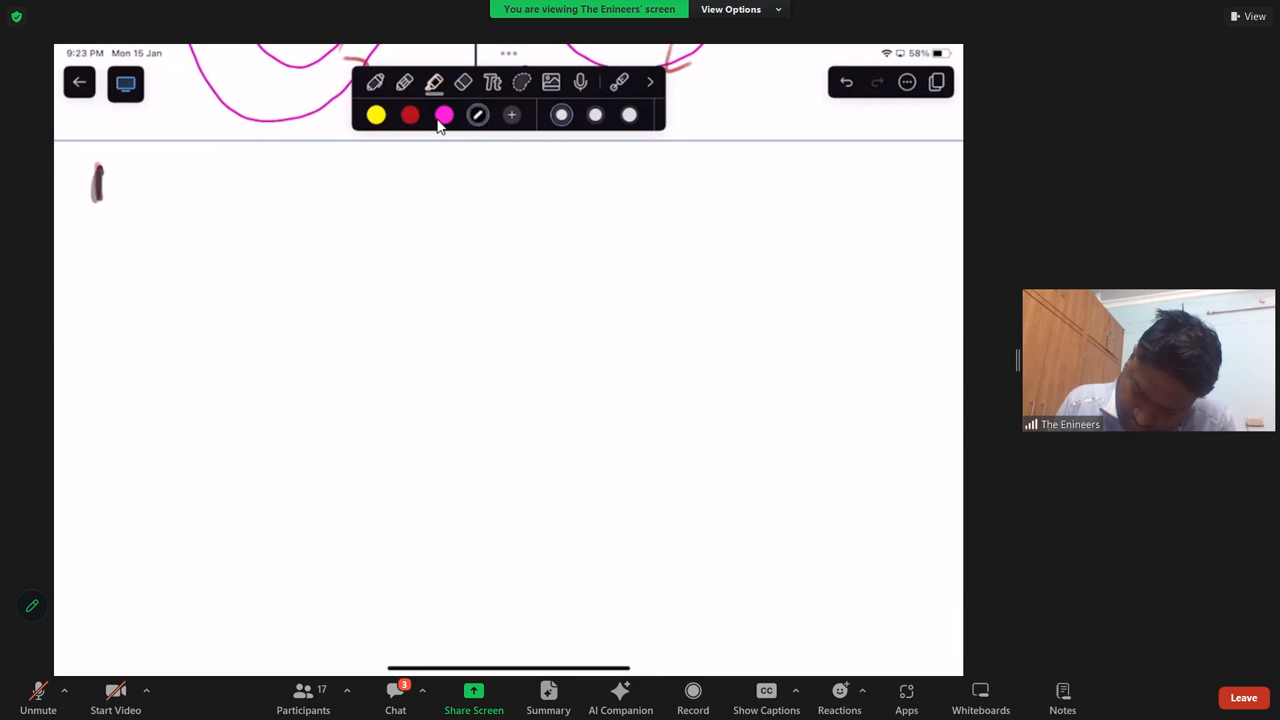 You are viewing The Enineers' screen
View Options
View
9:23 PM Mon 15 Jan
58%
Tt
The Enineers
Unmute
Start Video
17
Participants
3
Chat
Share Screen
Summary
AI Companion
Record
CC
Show Captions
Reactions
Apps
Whiteboards
Notes
Leave